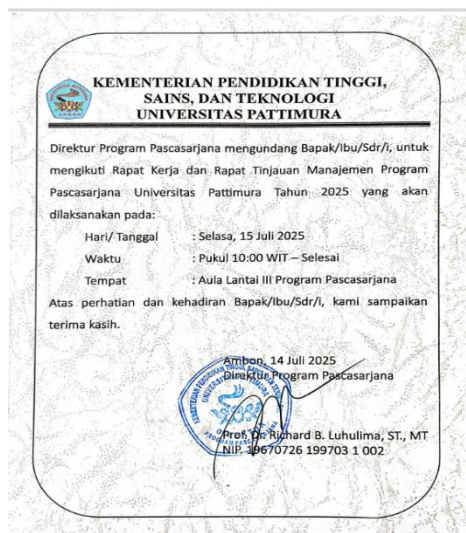 KEMENTERIAN PENDIDIKAN TINGGI,
SAINS, DAN TEKNOLOGI
UNIVERSITAS PATTIMURA
Direktur Program Pascasarjana mengundang Bapak/Ibu/Sdr/i, untuk
mengikuti Rapat Kerja dan Rapat Tinjauan Manajemen Program
Pascasarjana Universitas Pattimura Tahun 2025 yang akan
dilaksanakan pada:
Hari/ Tanggal : Selasa, 15 Juli 2025
Waktu : Pukul 10:00 WIT – Selesai
Tempat : Aula Lantai III Program Pascasarjana
Atas perhatian dan kehadiran Bapak/Ibu/Sdr/i, kami sampaikan
terima kasih.
Ambon, 14 Juli 2025
Direktur Program Pascasarjana
UNIVERSITAS PATTIMURA
PROGRAM PASCASARJANA
Prof. Dr. Richard B. Luhulima, ST., MT
NIP. 19670726 199703 1 002